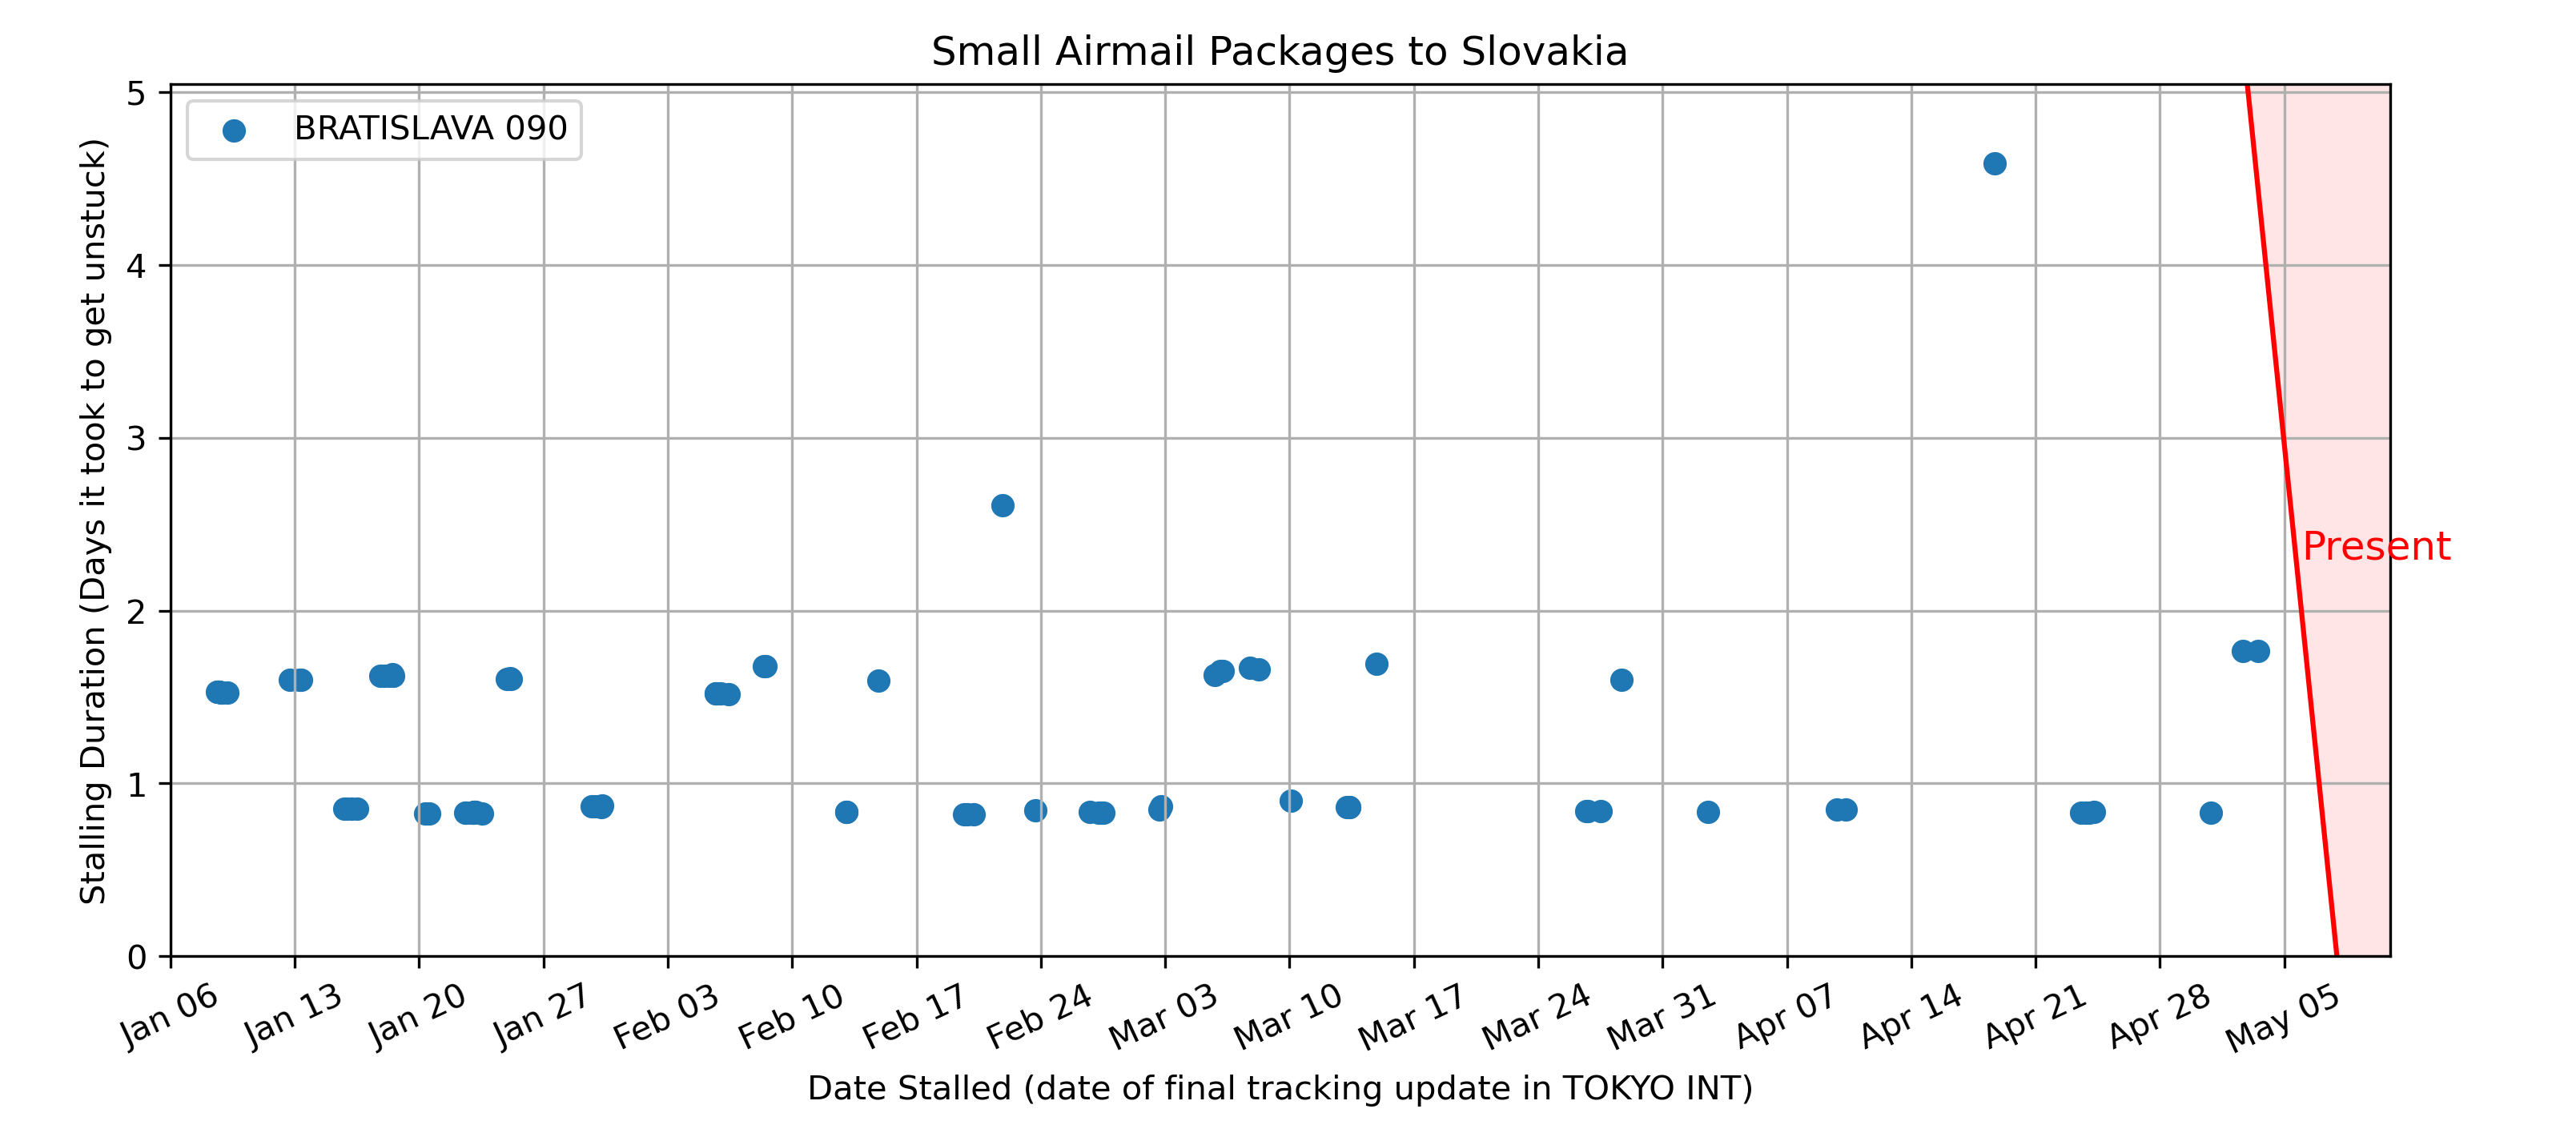 Small Airmail Packages to Slovakia
BRATISLAVA 090
Stalling Duration (Days it took to get unstuck)
5
4
3
2
1
0
Present
Jan 06
Jan 13
Jan 20
Jan 27
Feb 03
Feb 10
Feb 17
Feb 24
Mar 03
Mar 10
Mar 17
Mar 24
Mar 31
Apr 07
Apr 14
Apr 21
Apr 28
May 05
Date Stalled (date of final tracking update in TOKYO INT)